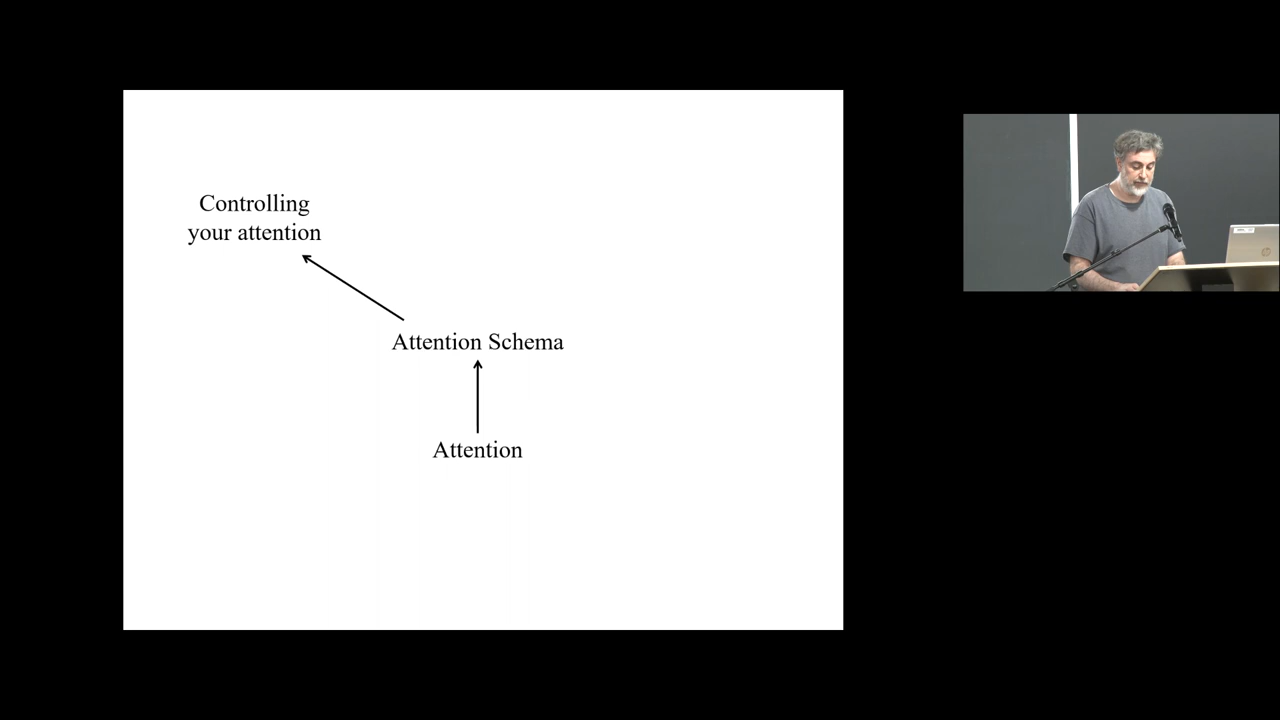 Controlling
your attention
Attention Schema
Attention